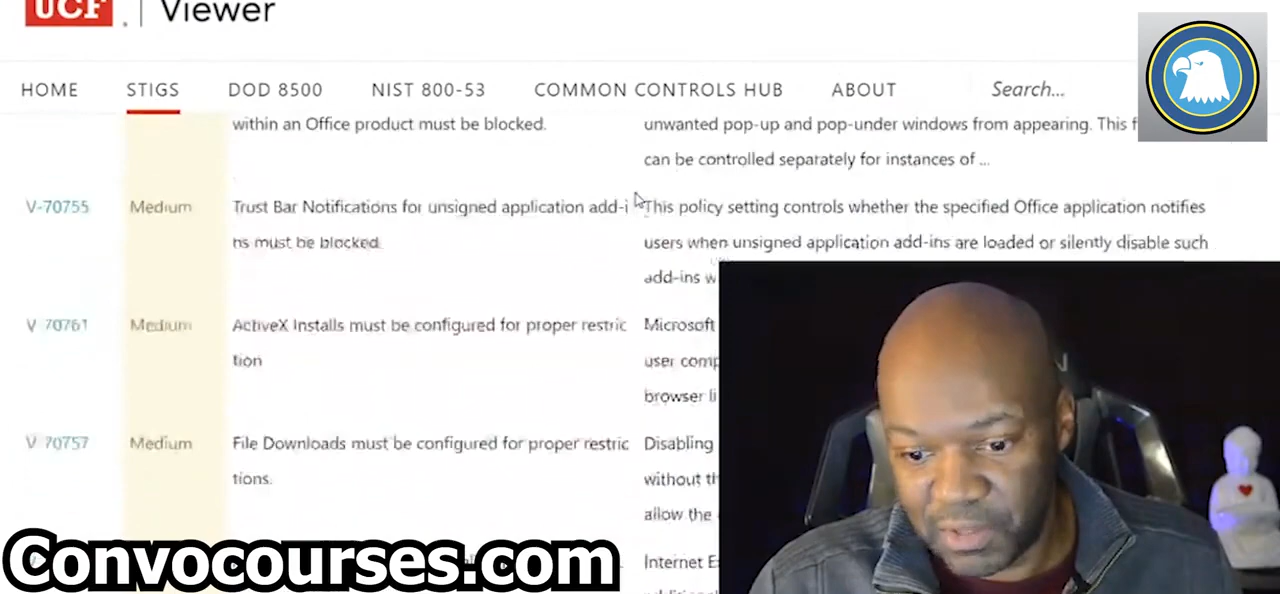 UCF Viewer
HOME STIGS DOD 8500 NIST 800-53 COMMON CONTROLS HUB ABOUT Search...
within an Office product must be blocked.
unwanted pop-up and pop-under windows from appearing. This f
can be controlled separately for instances of ...
V-70755 Medium Trust Bar Notifications for unsigned application add-i
ns must be blocked.
This policy setting controls whether the specified Office application notifies
users when unsigned application add-ins are loaded or silently disable such
add-ins w
V-70761 Medium ActiveX Installs must be configured for proper restric
tion
Microsoft
user comp
browser li
V-70757 Medium File Downloads must be configured for proper restric
tions.
Disabling
without th
allow the
Internet E
Convocourses.com